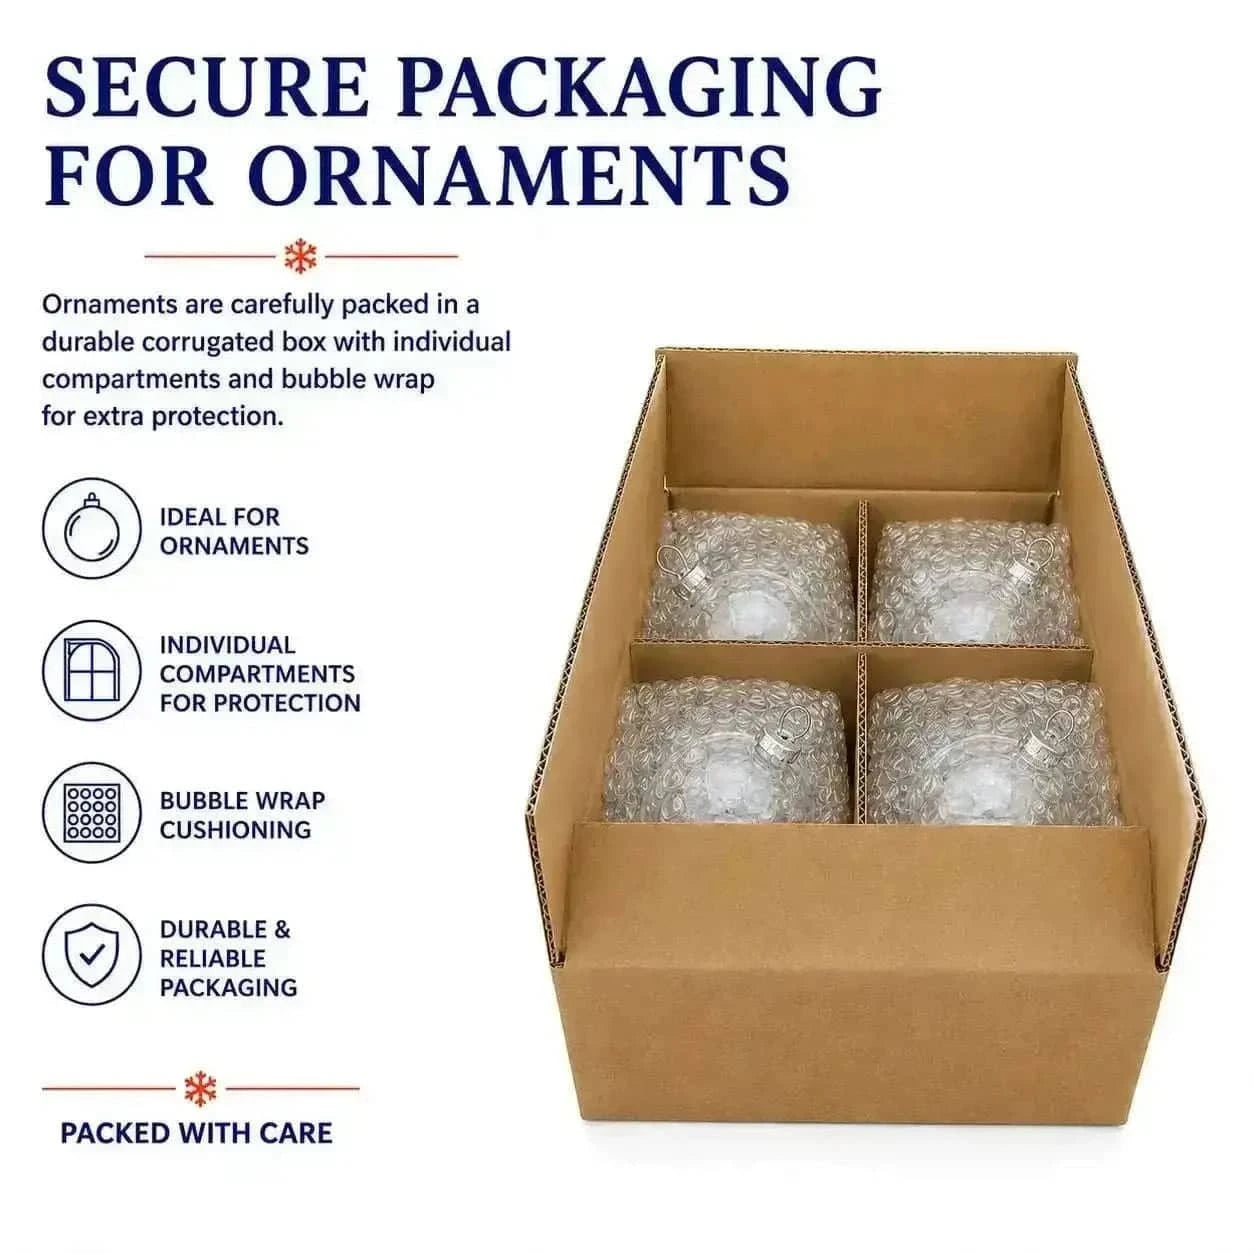 SECURE PACKAGING
FOR ORNAMENTS
Ornaments are carefully packed in a
durable corrugated box with individual
compartments and bubble wrap
for extra protection.
IDEAL FOR
ORNAMENTS
INDIVIDUAL
COMPARTMENTS
FOR PROTECTION
BUBBLE WRAP
CUSHIONING
DURABLE &
RELIABLE
PACKAGING
PACKED WITH CARE